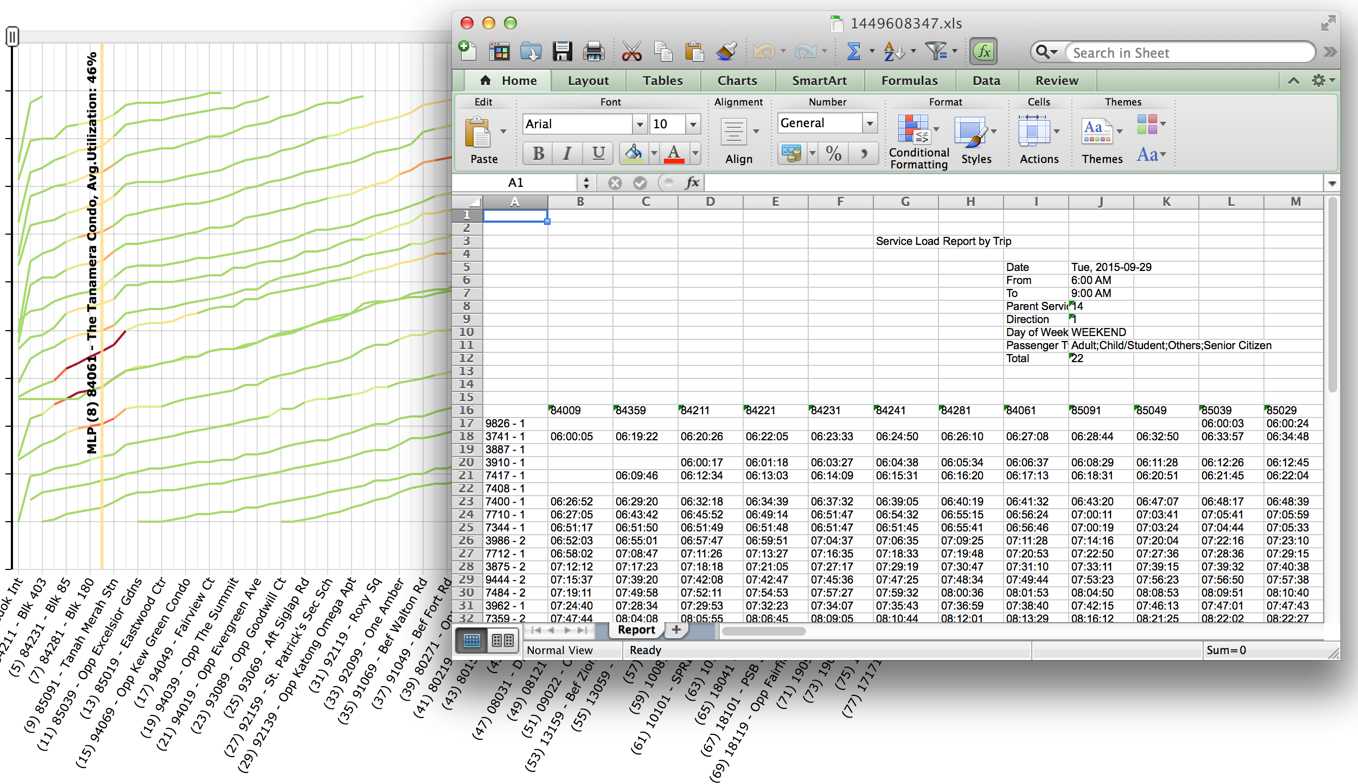 1449608347.xls
Search in Sheet
Home Layout Tables Charts SmartArt Formulas Data Review
Edit Font Alignment Number Format Cells Themes
Arial 10 General
B I U A % , Aa
Paste Align Conditional Formatting Styles Actions Themes Aa
A1 fx
A B C D E F G H I J K L M
1
2
3 Service Load Report by Trip
4
5 Date Tue, 2015-09-29
6 From 6:00 AM
7 To 9:00 AM
8 Parent Servic 14
9 Direction 1
10 Day of Week WEEKEND
11 Passenger T Adult;Child/Student;Others;Senior Citizen
12 Total 22
13
14
15
16 84009 84359 84211 84221 84231 84241 84281 84061 85091 85049 85039 85029
17 9826 - 1 06:00:03 06:00:24
18 3741 - 1 06:00:05 06:19:22 06:20:26 06:22:05 06:23:33 06:24:50 06:26:10 06:27:08 06:28:44 06:32:50 06:33:57 06:34:48
19 3887 - 1
20 3910 - 1 06:00:17 06:01:18 06:03:27 06:04:38 06:05:34 06:06:37 06:08:29 06:11:28 06:12:26 06:12:45
21 7417 - 1 06:09:46 06:12:34 06:13:03 06:14:09 06:15:31 06:16:20 06:17:13 06:18:31 06:20:51 06:21:45 06:22:04
22 7408 - 1
23 7400 - 1 06:26:52 06:29:20 06:32:18 06:34:39 06:37:32 06:39:05 06:40:19 06:41:32 06:43:20 06:47:07 06:48:17 06:48:39
24 7710 - 1 06:27:05 06:43:42 06:45:52 06:49:14 06:51:47 06:54:32 06:55:15 06:56:24 07:00:11 07:03:41 07:05:41 07:05:59
25 7344 - 1 06:51:17 06:51:50 06:51:49 06:51:48 06:51:47 06:51:45 06:55:41 06:56:46 07:00:19 07:03:24 07:04:44 07:05:33
26 3986 - 2 06:52:03 06:55:01 06:57:47 06:59:51 07:04:37 07:06:35 07:09:25 07:11:28 07:14:16 07:20:04 07:22:16 07:23:10
27 7712 - 1 06:58:02 07:08:47 07:11:26 07:13:27 07:16:35 07:18:33 07:19:48 07:20:53 07:22:50 07:27:36 07:28:36 07:29:15
28 3875 - 2 07:12:12 07:17:23 07:18:18 07:21:05 07:27:17 07:29:19 07:30:47 07:31:10 07:33:11 07:39:15 07:39:32 07:40:38
29 9444 - 2 07:15:37 07:39:20 07:42:08 07:42:47 07:45:36 07:47:25 07:48:34 07:49:44 07:53:23 07:56:23 07:56:50 07:57:38
30 7484 - 2 07:19:11 07:49:58 07:52:11 07:54:53 07:57:27 07:59:32 08:00:36 08:01:53 08:04:50 08:08:53 08:09:51 08:10:40
31 3962 - 1 07:24:40 07:28:34 07:29:53 07:32:23 07:34:07 07:35:43 07:36:59 07:38:40 07:42:15 07:46:13 07:47:01 07:47:43
32 7359 - 2 07:47:44 08:04:08 08:05:55 08:06:45 08:09:05 08:10:44 08:12:01 08:13:29 08:16:12 08:21:25 08:22:02 08:22:27
Report
Normal View Ready Sum=0
MLP (8) 84061 - The Tanamera Condo, Avg.Utilization: 46%
ook Int
84211 - Blk 403
(5) 84231 - Blk 85
(7) 84281 - Blk 180
(9) 85091 - Tanah Merah Stn
(11) 85039 - Opp Excelsior Gdns
(13) 85019 - Eastwood Ctr
(15) 94069 - Opp Kew Green Condo
(17) 94049 - Fairview Ct
(19) 94039 - Opp The Summit
(21) 94019 - Opp Evergreen Ave
(23) 93089 - Opp Goodwill Ct
(25) 93069 - Aft Siglap Rd
(27) 92159 - St. Patrick's Sec Sch
(29) 92139 - Opp Katong Omega Apt
(31) 92119 - Roxy Sq
(33) 92099 - One Amber
(35) 91069 - Bef Walton Rd
(37) 91049 - Bef Fort Rd
(39) 80271 - Op
(41) 80219
(43) 801
(47) 08031 - D
(49) 08121
(51) 09022 -
(53) 13159 - Bef Zion
(55) 13059 -
(57)
(59) 1008
(61) 10101 - SPRI
(63) 10
(65) 18041
(67) 18101 - PSB
(69) 18119 - Opp Fairf
(71) 190
(73) 190
(75) 1
(77) 1717